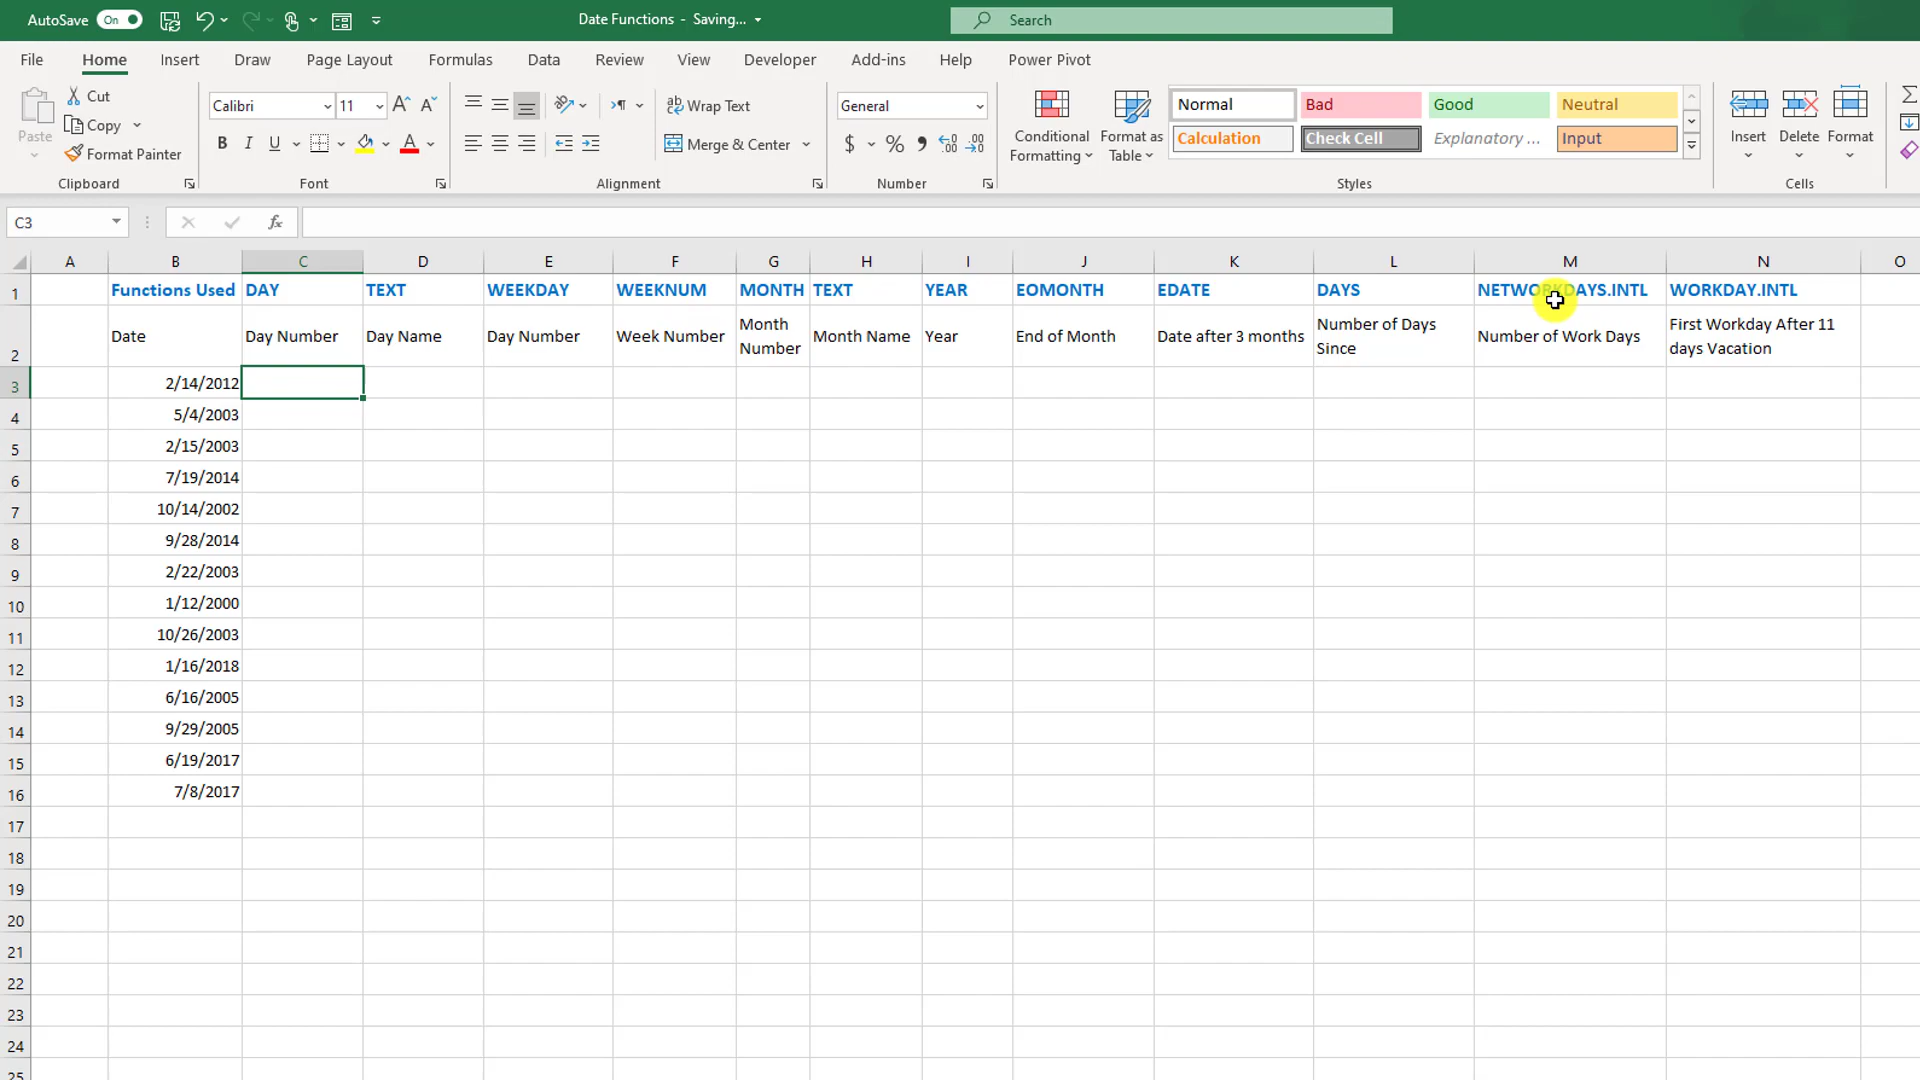 AutoSave On Date Functions - Saving... Search
File Home Insert Draw Page Layout Formulas Data Review View Developer Add-ins Help Power Pivot
Paste
Cut
Copy
Format Painter
Clipboard
Calibri 11
B I U A
Font
Wrap Text
Merge & Center
Alignment
General
$ % 9
Number
Conditional Formatting
Format as Table
Normal Bad Good Neutral
Calculation Check Cell Explanatory ... Input
Styles
Insert Delete Format
Cells
C3 fx
A B C D E F G H I J K L M N O
1 Functions Used DAY TEXT WEEKDAY WEEKNUM MONTH TEXT YEAR EOMONTH EDATE DAYS NETWORKDAYS.INTL WORKDAY.INTL
2 Date Day Number Day Name Day Number Week Number Month Number Month Name Year End of Month Date after 3 months Number of Days Since Number of Work Days First Workday After 11 days Vacation
3 2/14/2012
4 5/4/2003
5 2/15/2003
6 7/19/2014
7 10/14/2002
8 9/28/2014
9 2/22/2003
10 1/12/2000
11 10/26/2003
12 1/16/2018
13 6/16/2005
14 9/29/2005
15 6/19/2017
16 7/8/2017
17
18
19
20
21
22
23
24
25